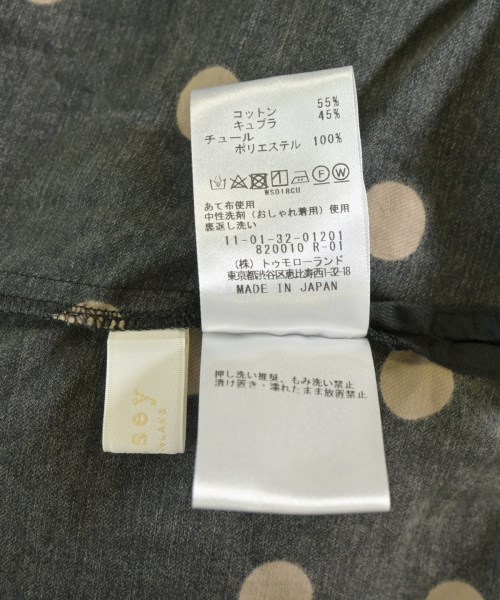 コットン 55%
キュプラ 45%
チュール
ポリエステル 100%
F W
WS018CU
あて布使用
中性洗剤(おしゃれ着用)使用
裏返し洗い
11-01-32-01201
820010 R-01
(株)トゥモローランド
東京都渋谷区恵比寿西1-32-18
MADE IN JAPAN
押し洗い推奨。もみ洗い禁止
漬け置き・濡れたまま放置禁止
sey